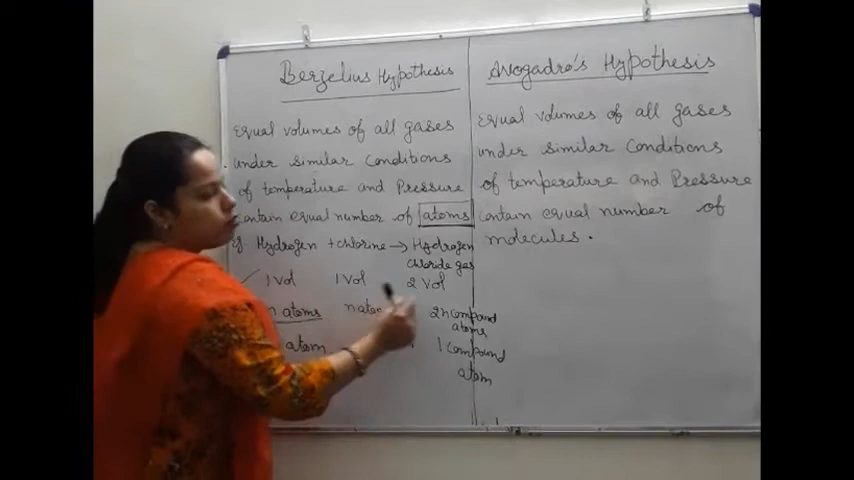 Berzelius Hypothesis
Equal volumes of all gases
under similar conditions
of temperature and Pressure
contain equal number of atoms
Hydrogen + chlorine → Hydrogen
chloride gas
1 Vol 1 Vol 2 Vol
n atoms n atoms 2n compound
atoms
atom 1 compound
atom
Avogadro's Hypothesis
Equal volumes of all gases
under similar conditions
of temperature and Pressure
contain equal number of
molecules.